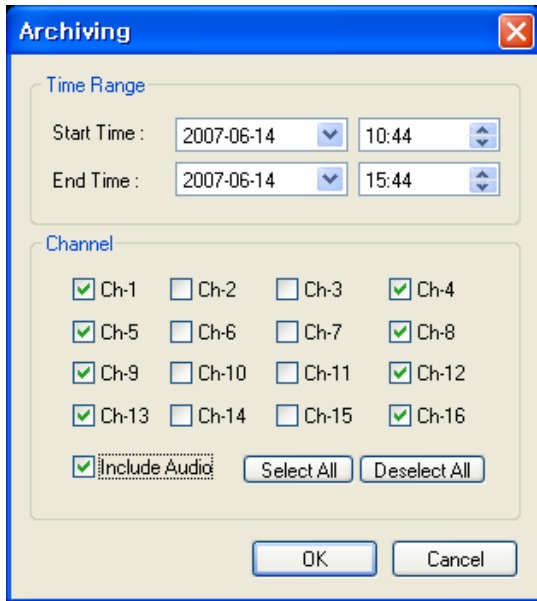 Archiving
Time Range
Start Time : 2007-06-14 10:44
End Time : 2007-06-14 15:44
Channel
Ch-1 Ch-2 Ch-3 Ch-4
Ch-5 Ch-6 Ch-7 Ch-8
Ch-9 Ch-10 Ch-11 Ch-12
Ch-13 Ch-14 Ch-15 Ch-16
Include Audio Select All Deselect All
OK Cancel